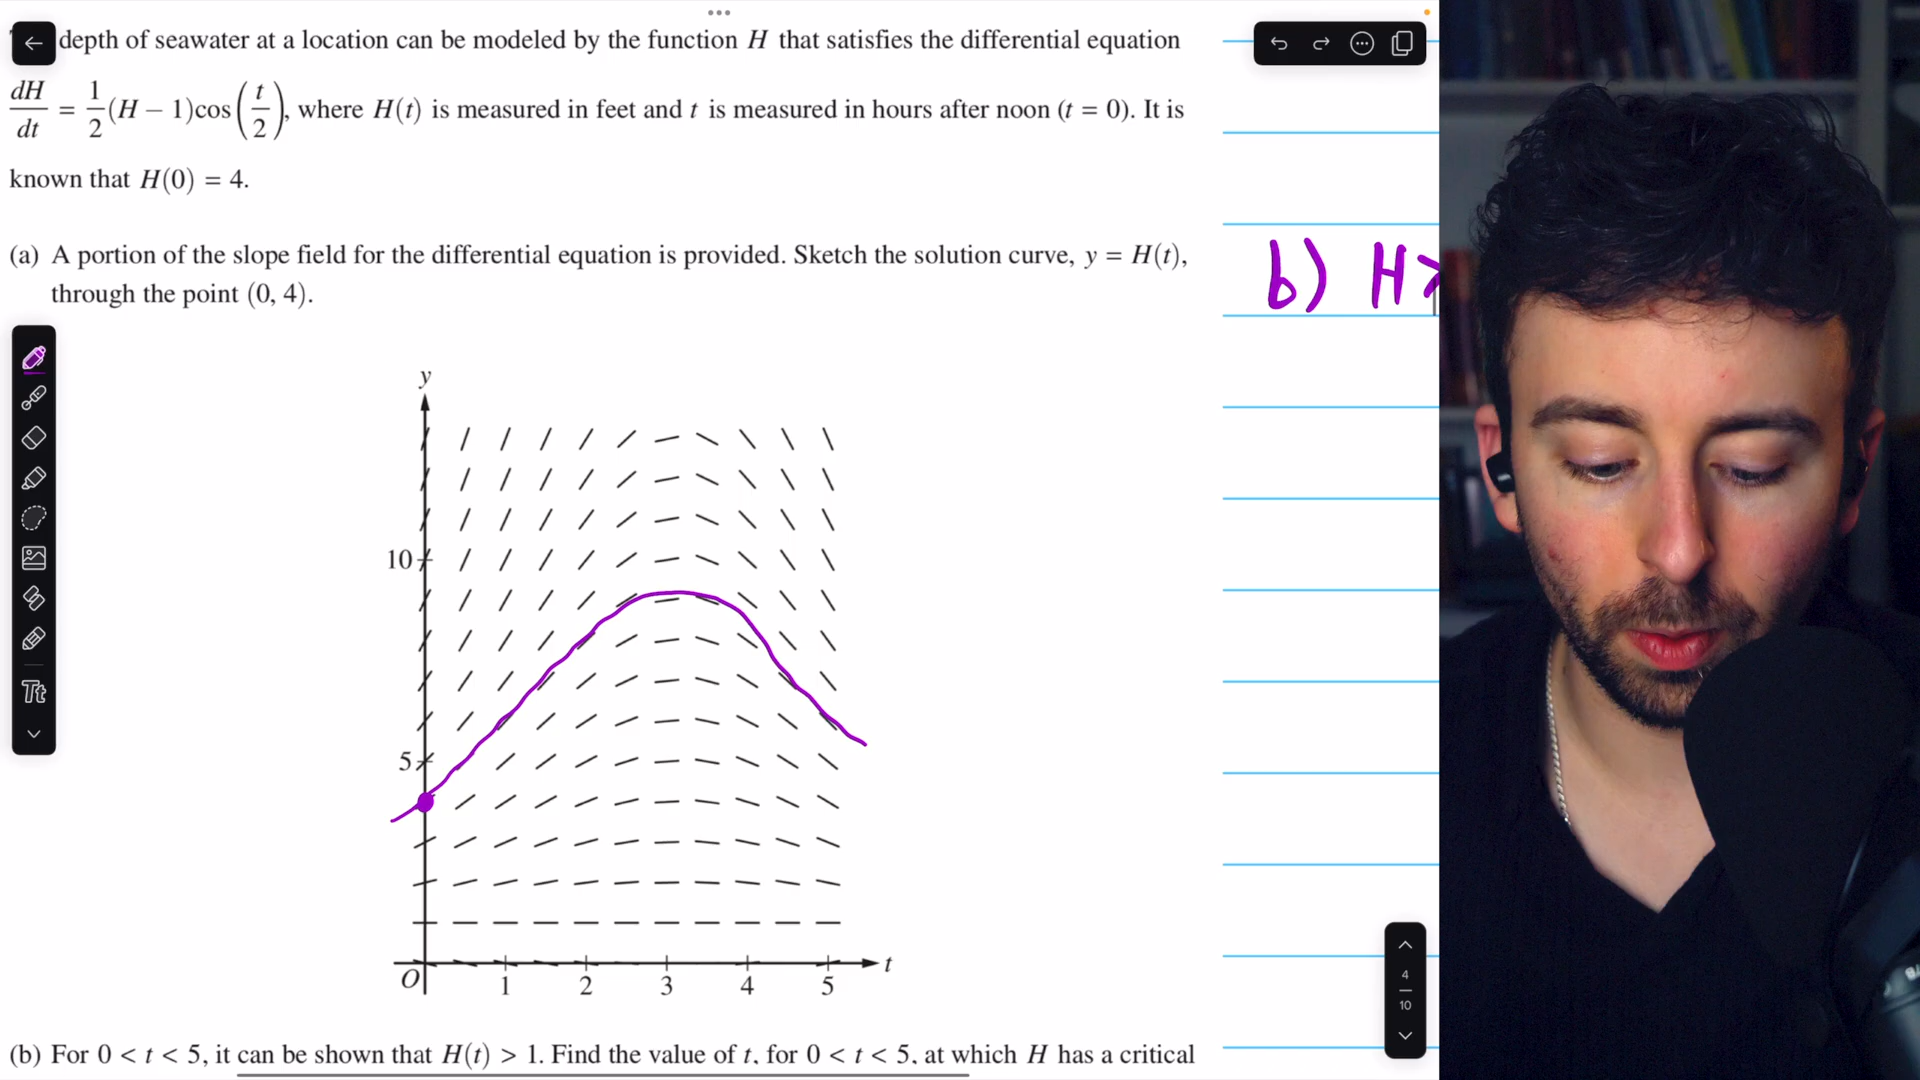 depth of seawater at a location can be modeled by the function H that satisfies the differential equation
dH/dt = 1/2 (H − 1)cos(t/2), where H(t) is measured in feet and t is measured in hours after noon (t = 0). It is
known that H(0) = 4.
(a) A portion of the slope field for the differential equation is provided. Sketch the solution curve, y = H(t),
through the point (0, 4).
b) H>
y
10
5
O
1 2 3 4 5
t
Tt
4
10
(b) For 0 < t < 5, it can be shown that H(t) > 1. Find the value of t, for 0 < t < 5, at which H has a critical